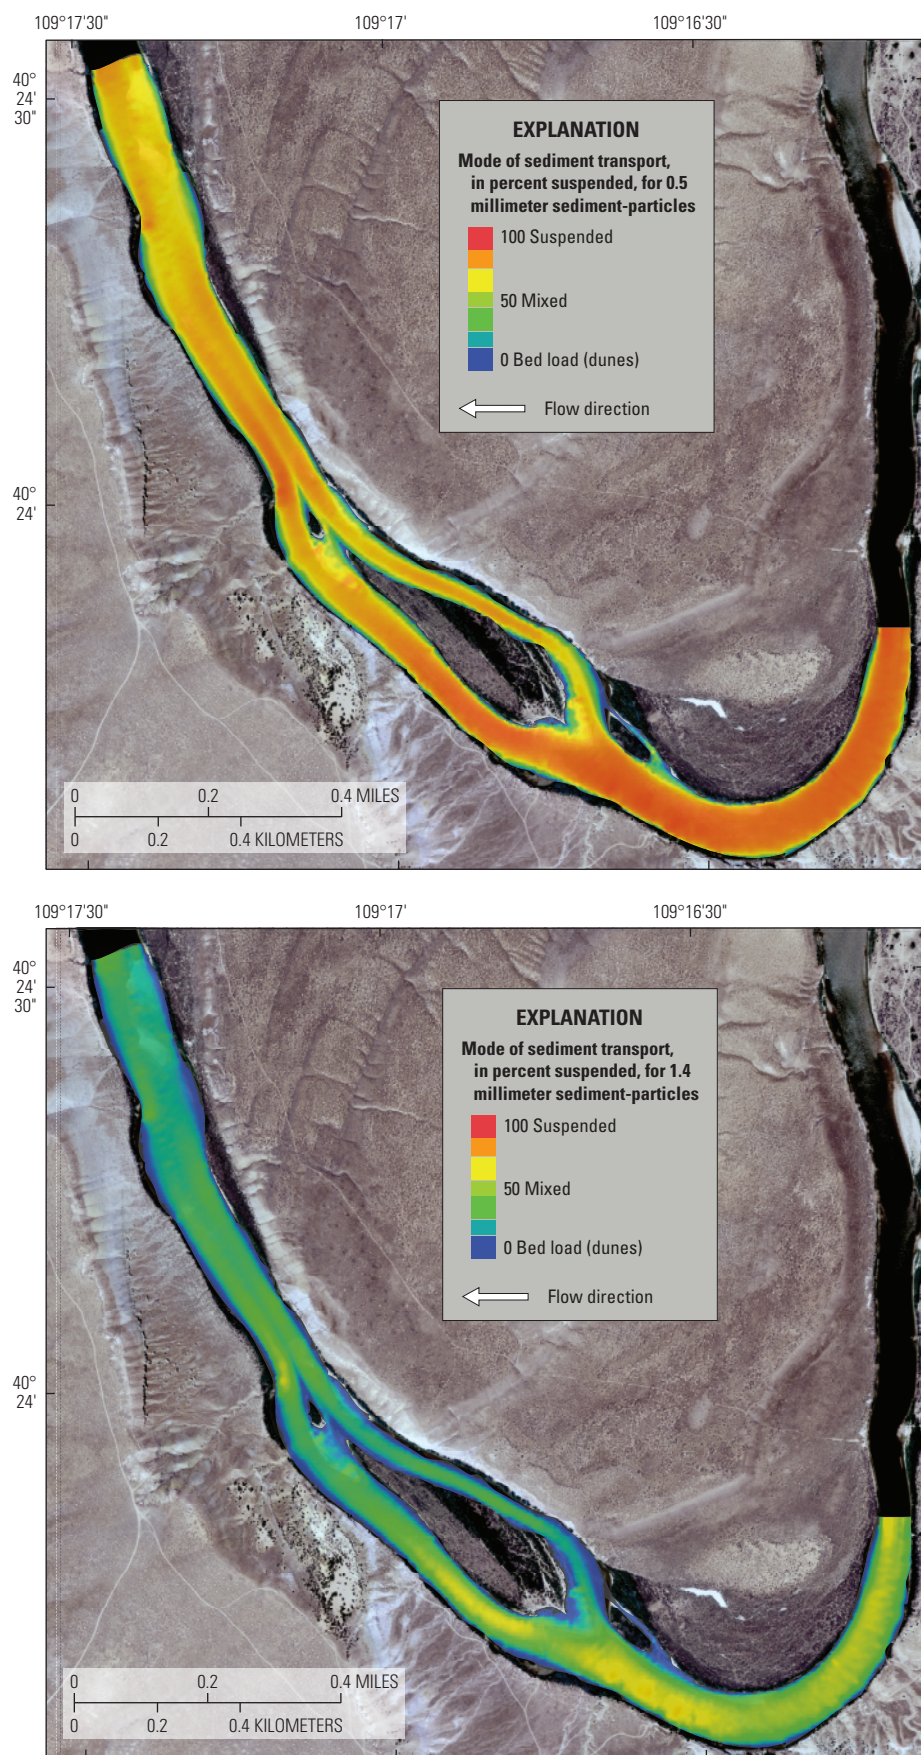 109°17'30"
109°17'
109°16'30"
40°
24'
30"
EXPLANATION
Mode of sediment transport,
in percent suspended, for 0.5
millimeter sediment-particles
100 Suspended
50 Mixed
0 Bed load (dunes)
Flow direction
40°
24'
0 0.2 0.4 MILES
0 0.2 0.4 KILOMETERS
109°17'30"
109°17'
109°16'30"
40°
24'
30"
EXPLANATION
Mode of sediment transport,
in percent suspended, for 1.4
millimeter sediment-particles
100 Suspended
50 Mixed
0 Bed load (dunes)
Flow direction
40°
24'
0 0.2 0.4 MILES
0 0.2 0.4 KILOMETERS